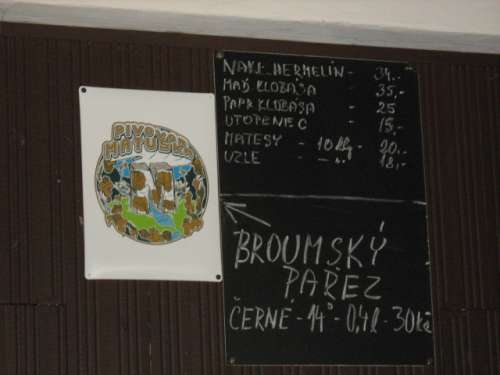 PIVOVAR
MATUŠKA
NAKL. HERMELÍN - 34.-
MAĎ. KLOBÁSA - 35,-
PAPR. KLOBÁSA - 25
UTOPENEC - 15,-
MATESY - 10 dkg - 20.-
UZLE - -"- 18,-
BROUMSKÝ
PAŘEZ
ČERNÉ - 14° - 0,4l - 30 Kč